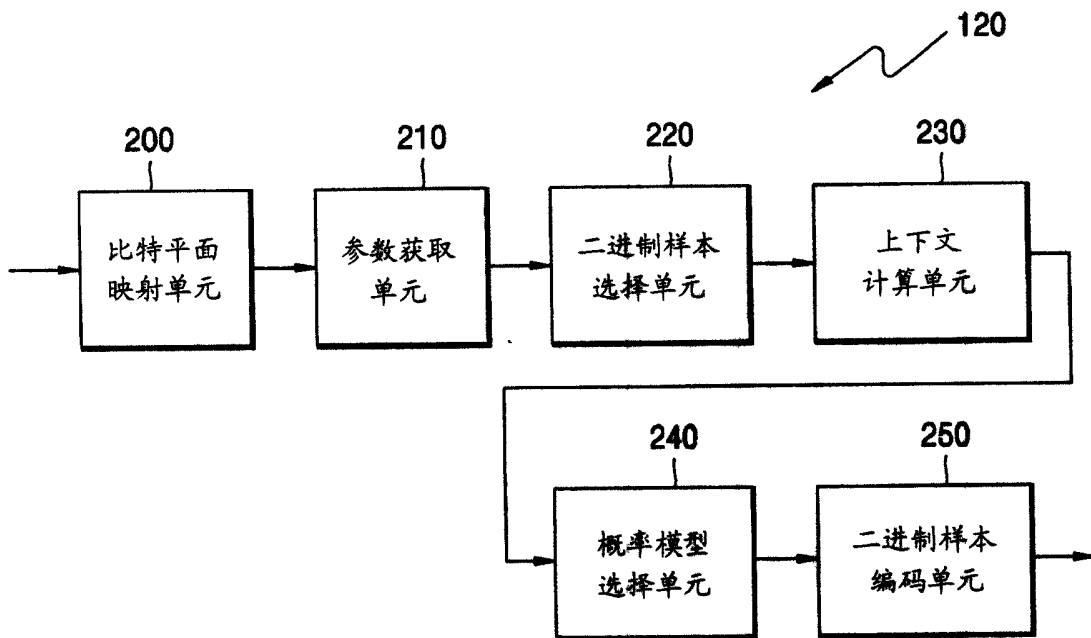 120
200
210
220
230
比特平面
映射单元
参数获取
单元
二进制样本
选择单元
上下文
计算单元
240
250
概率模型
选择单元
二进制样本
编码单元